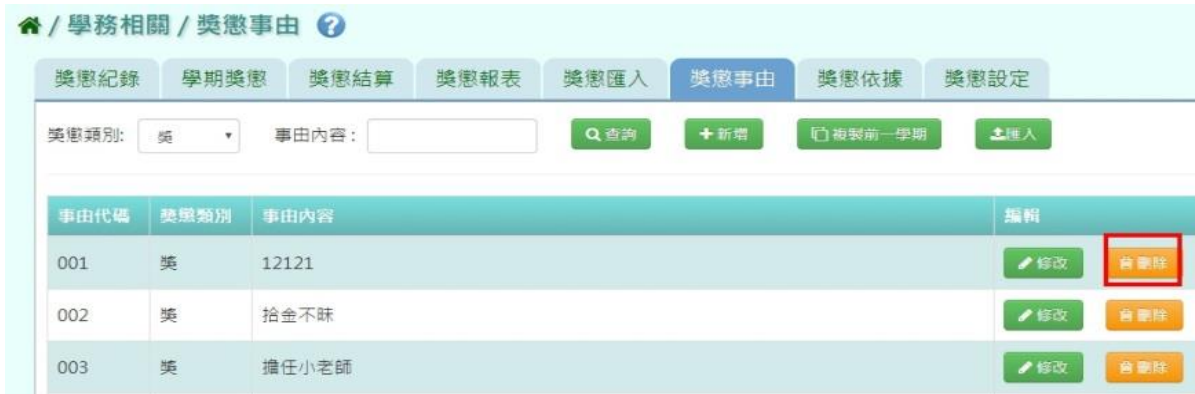 / 學務相關 / 獎懲事由 ?
獎懲紀錄 學期獎懲 獎懲結算 獎懲報表 獎懲匯入 獎懲事由 獎懲依據 獎懲設定
獎懲類別: 獎 事由內容: 查詢 新增 複製前一學期 匯入
事由代碼 獎懲類別 事由內容 編輯
001 獎 12121 修改 刪除
002 獎 拾金不昧 修改 刪除
003 獎 擔任小老師 修改 刪除